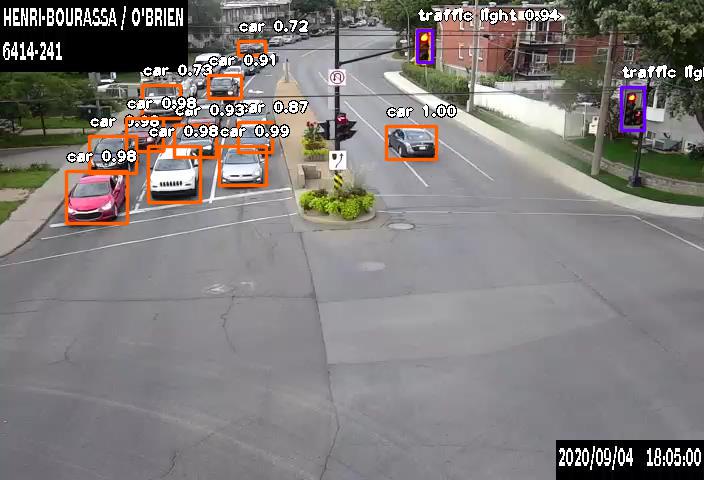 HENRI-BOURASSA / O'BRIEN
6414-241
traffic light 0.94
traffic lig
car 0.72
car 0.91
car 0.73
car 0.98
car 0.93
car 0.87
car 1.00
car 0.98
car 0.98
car 0.99
car 0.98
2020/09/04 18:05:00